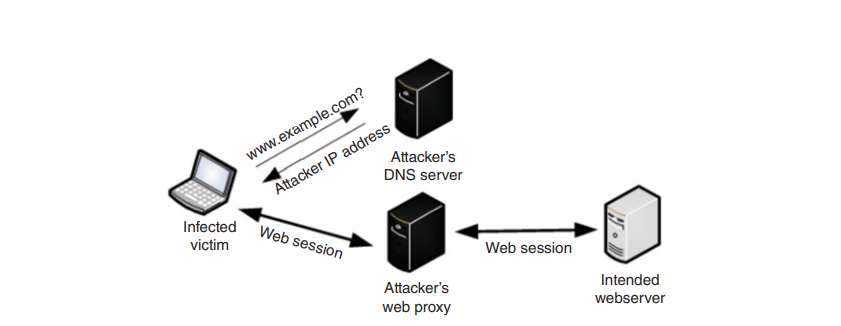 www.example.com?
Attacker IP address
Attacker's
DNS server
Infected
victim
Web session
Attacker's
web proxy
Web session
Intended
webserver